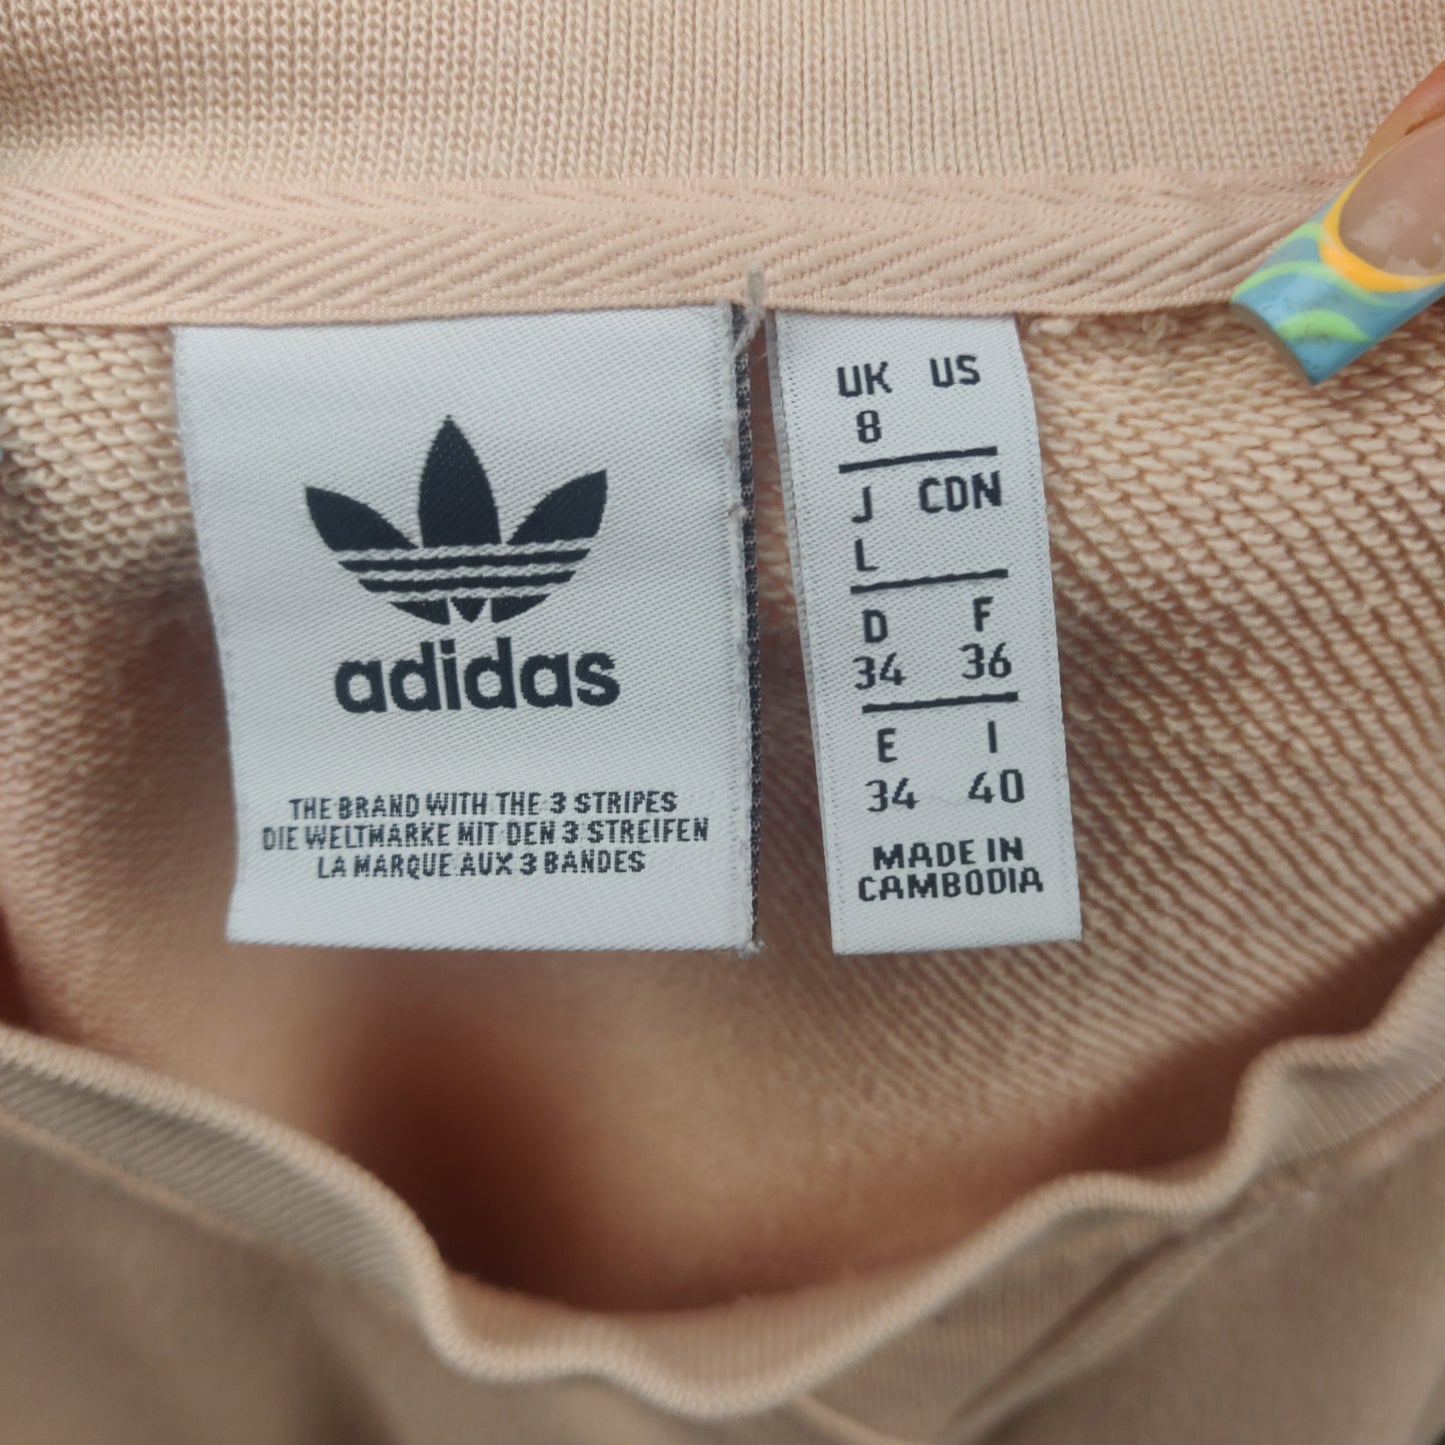 adidas
THE BRAND WITH THE 3 STRIPES
DIE WELTMARKE MIT DEN 3 STREIFEN
LA MARQUE AUX 3 BANDES
UK US
8
J CDN
L
D F
34 36
E I
34 40
MADE IN
CAMBODIA